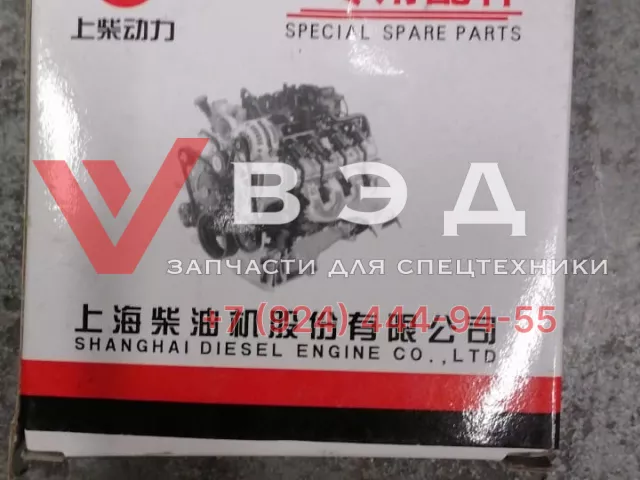 上柴动力
SPECIAL SPARE PARTS
ВЭД
ЗАПЧАСТИ ДЛЯ СПЕЦТЕХНИКИ
+7(924)444-94-55
上海柴油机股份有限公司
SHANGHAI DIESEL ENGINE CO.,LTD